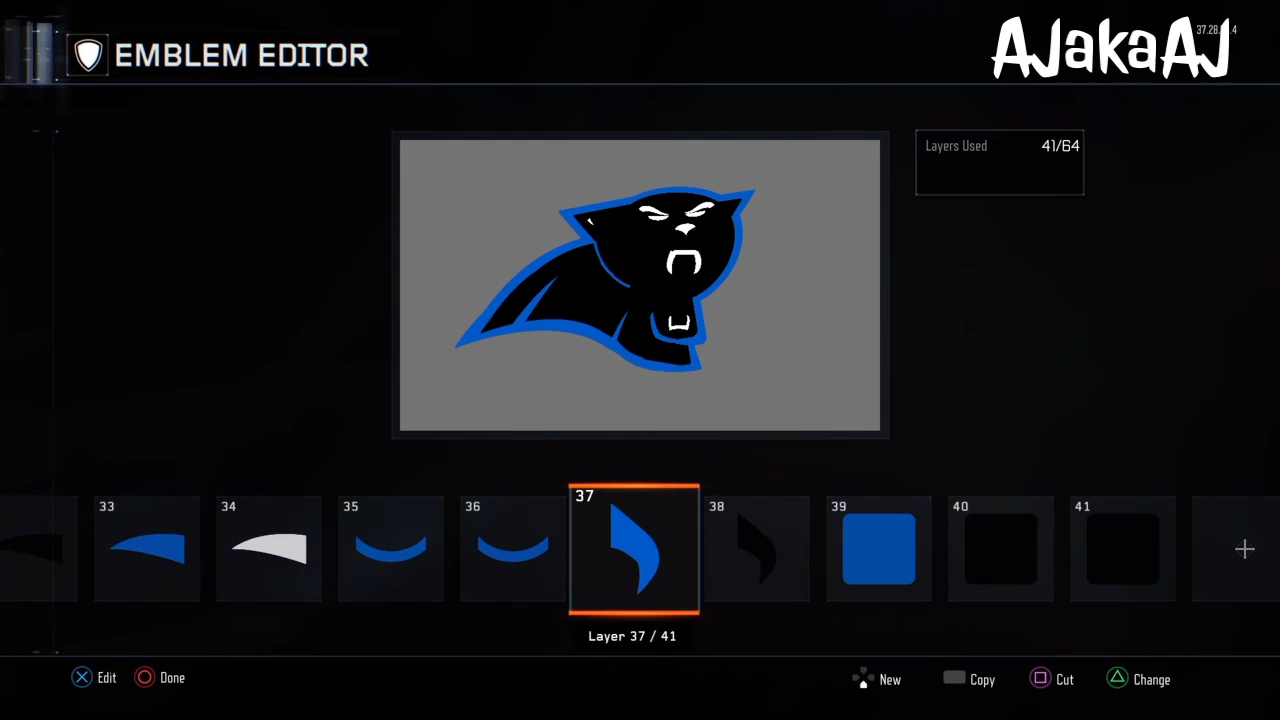 EMBLEM EDITOR
AJakaAJ
Layers Used 41/64
33
34
35
36
37
38
39
40
41
Layer 37 / 41
Edit
Done
New
Copy
Cut
Change